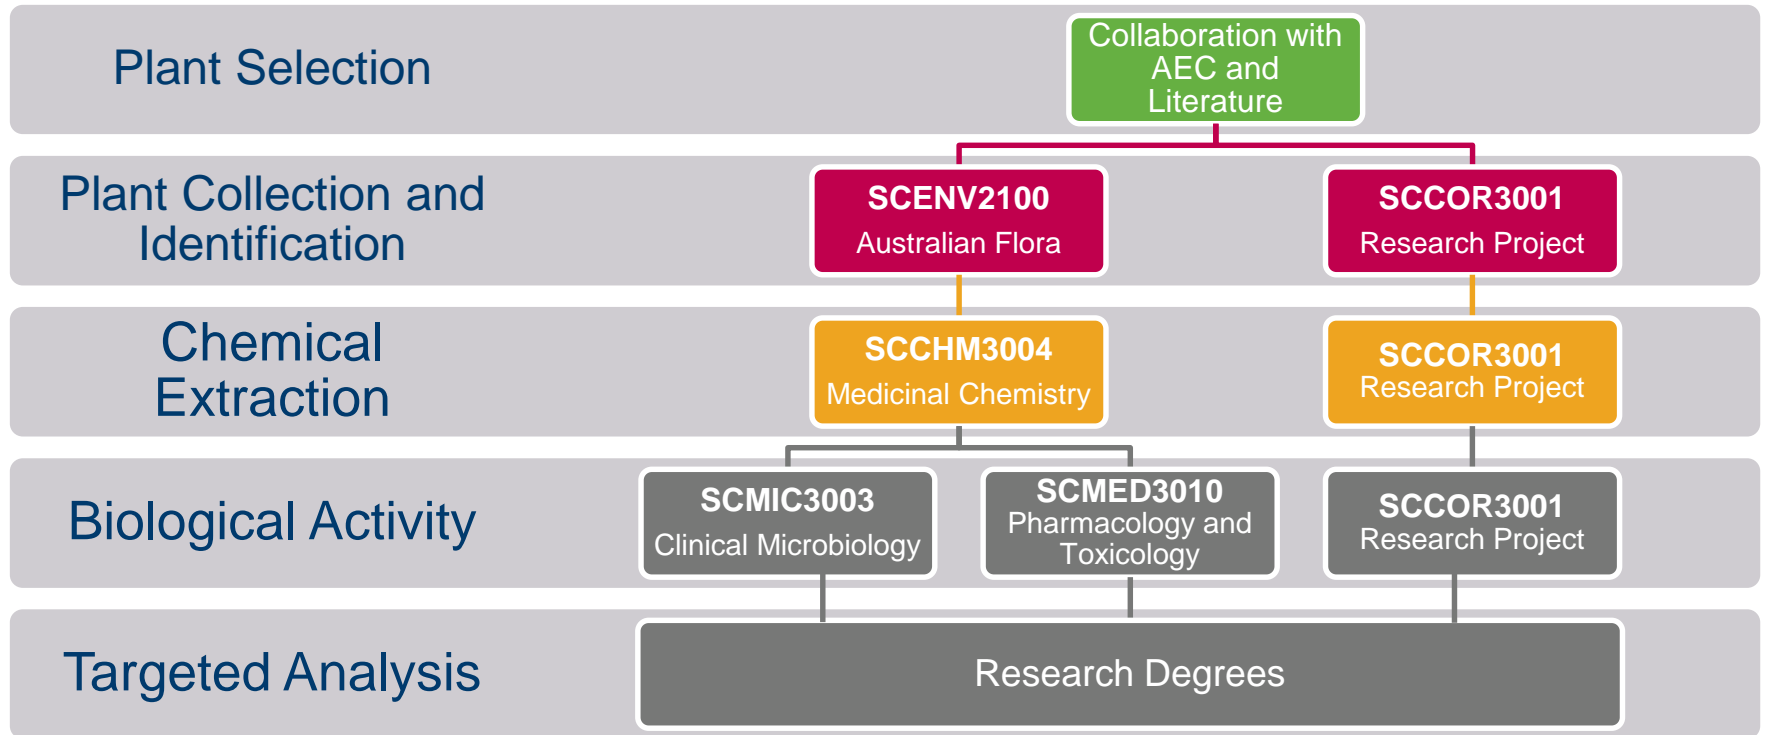 Plant Selection
Collaboration with
AEC and
Literature
Plant Collection and
Identification
SCENV2100
Australian Flora
SCCOR3001
Research Project
Chemical
Extraction
SCCHM3004
Medicinal Chemistry
SCCOR3001
Research Project
Biological Activity
SCMIC3003
Clinical Microbiology
SCMED3010
Pharmacology and
Toxicology
SCCOR3001
Research Project
Targeted Analysis
Research Degrees